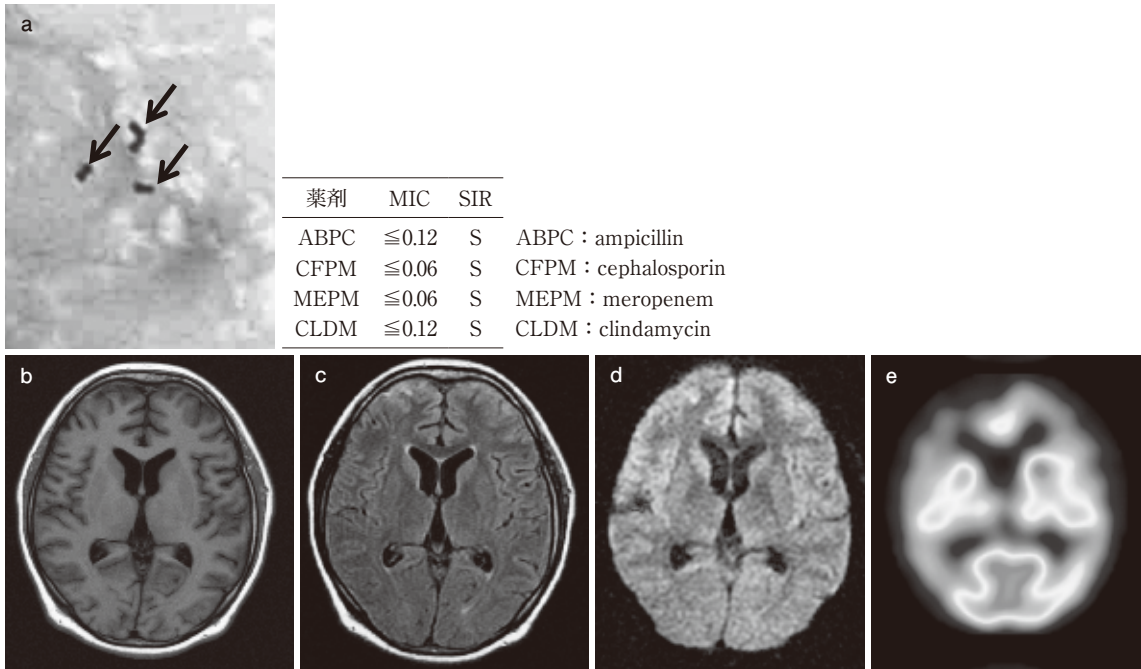 a
薬剤 MIC SIR
ABPC ≦0.12 S ABPC：ampicillin
CFPM ≦0.06 S CFPM：cephalosporin
MEPM ≦0.06 S MEPM：meropenem
CLDM ≦0.12 S CLDM：clindamycin
b c d e